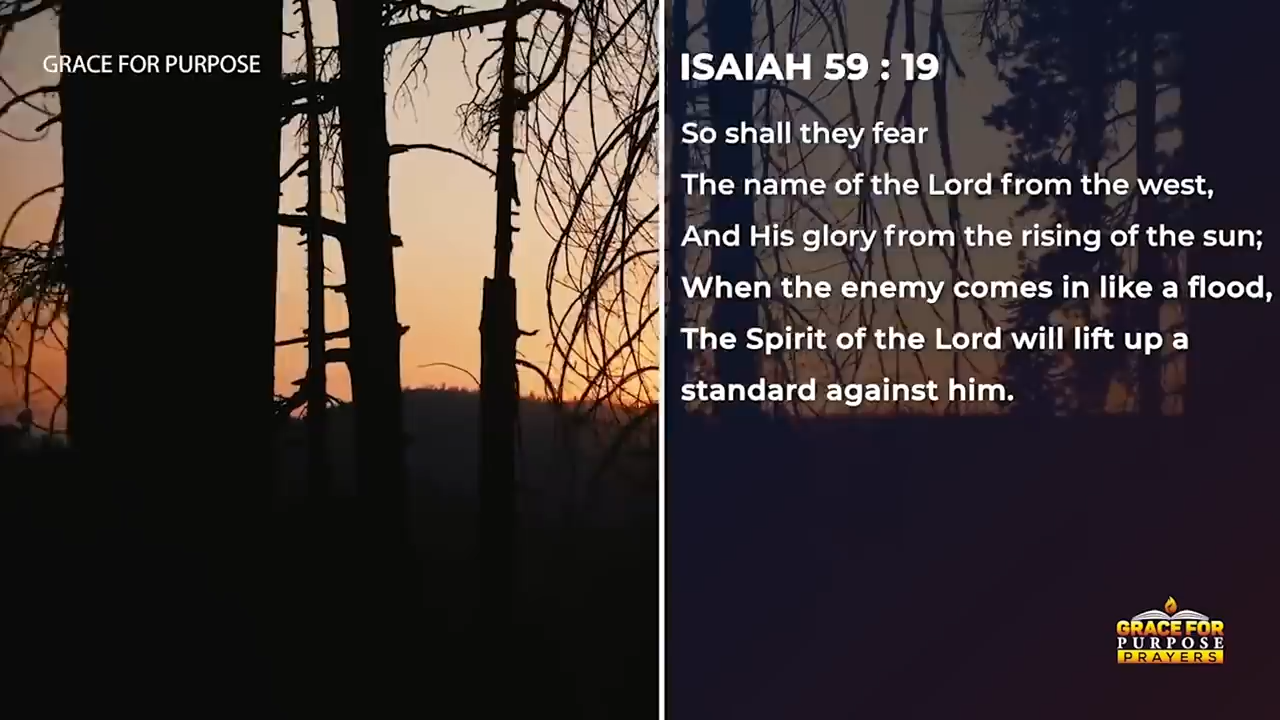 GRACE FOR PURPOSE
ISAIAH 59 : 19
So shall they fear
The name of the Lord from the west,
And His glory from the rising of the sun;
When the enemy comes in like a flood,
The Spirit of the Lord will lift up a
standard against him.
GRACE FOR
PURPOSE
PRAYERS